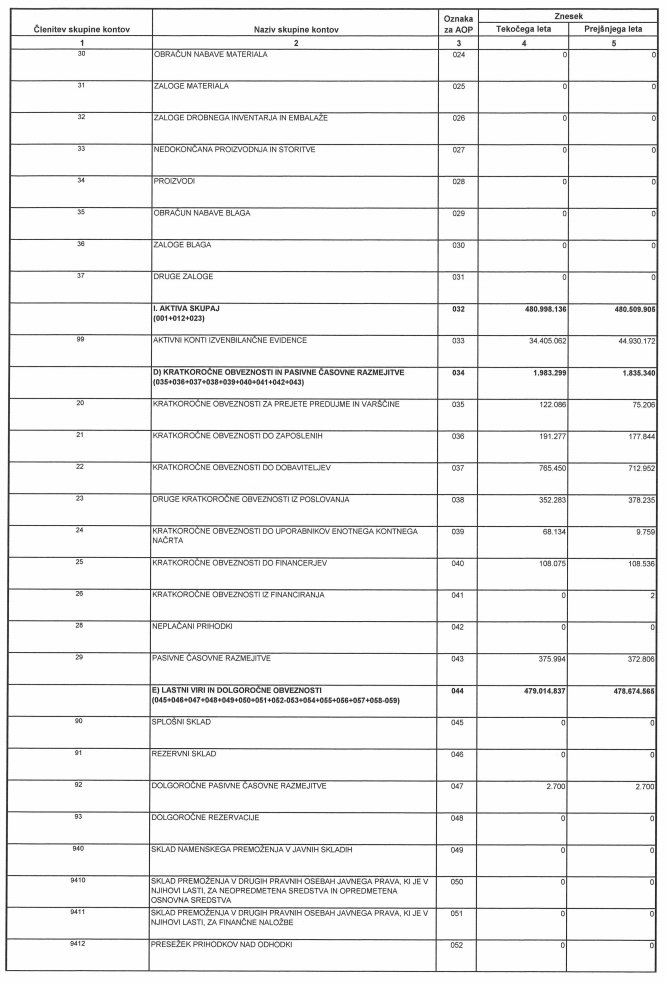 Členitev skupine kontov Naziv skupine kontov Oznaka za AOP Znesek
Tekočega leta Prejšnjega leta
1 2 3 4 5
30 OBRAČUN NABAVE MATERIALA 024 0 0
31 ZALOGE MATERIALA 025 0 0
32 ZALOGE DROBNEGA INVENTARJA IN EMBALAŽE 026 0 0
33 NEDOKONČANA PROIZVODNJA IN STORITVE 027 0 0
34 PROIZVODI 028 0 0
35 OBRAČUN NABAVE BLAGA 029 0 0
36 ZALOGE BLAGA 030 0 0
37 DRUGE ZALOGE 031 0 0
I. AKTIVA SKUPAJ 032 480.998.136 480.509.905
(001+012+023)
99 AKTIVNI KONTI IZVENBILANČNE EVIDENCE 033 34.405.062 44.930.172
D) KRATKOROČNE OBVEZNOSTI IN PASIVNE ČASOVNE RAZMEJITVE 034 1.983.299 1.835.340
(035+036+037+038+039+040+041+042+043)
20 KRATKOROČNE OBVEZNOSTI ZA PREJETE PREDUJME IN VARŠČINE 035 122.086 75.206
21 KRATKOROČNE OBVEZNOSTI DO ZAPOSLENIH 036 191.277 177.844
22 KRATKOROČNE OBVEZNOSTI DO DOBAVITELJEV 037 765.450 712.952
23 DRUGE KRATKOROČNE OBVEZNOSTI IZ POSLOVANJA 038 352.283 378.235
24 KRATKOROČNE OBVEZNOSTI DO UPORABNIKOV ENOTNEGA KONTNEGA 039 68.134 9.759
NAČRTA
25 KRATKOROČNE OBVEZNOSTI DO FINANCERJEV 040 108.075 108.536
26 KRATKOROČNE OBVEZNOSTI IZ FINANCIRANJA 041 0 2
28 NEPLAČANI PRIHODKI 042 0 0
29 PASIVNE ČASOVNE RAZMEJITVE 043 375.994 372.806
E) LASTNI VIRI IN DOLGOROČNE OBVEZNOSTI 044 479.014.837 478.674.565
(045+046+047+048+049+050+051+052-053+054+055+056+057+058-059)
90 SPLOŠNI SKLAD 045 0 0
91 REZERVNI SKLAD 046 0 0
92 DOLGOROČNE PASIVNE ČASOVNE RAZMEJITVE 047 2.700 2.700
93 DOLGOROČNE REZERVACIJE 048 0 0
940 SKLAD NAMENSKEGA PREMOŽENJA V JAVNIH SKLADIH 049 0 0
9410 SKLAD PREMOŽENJA V DRUGIH PRAVNIH OSEBAH JAVNEGA PRAVA, KI JE V 050 0 0
NJIHOVI LASTI, ZA NEOPREDMETENA SREDSTVA IN OPREDMETENA
OSNOVNA SREDSTVA
9411 SKLAD PREMOŽENJA V DRUGIH PRAVNIH OSEBAH JAVNEGA PRAVA, KI JE V 051 0 0
NJIHOVI LASTI, ZA FINANČNE NALOŽBE
9412 PRESEŽEK PRIHODKOV NAD ODHODKI 052 0 0